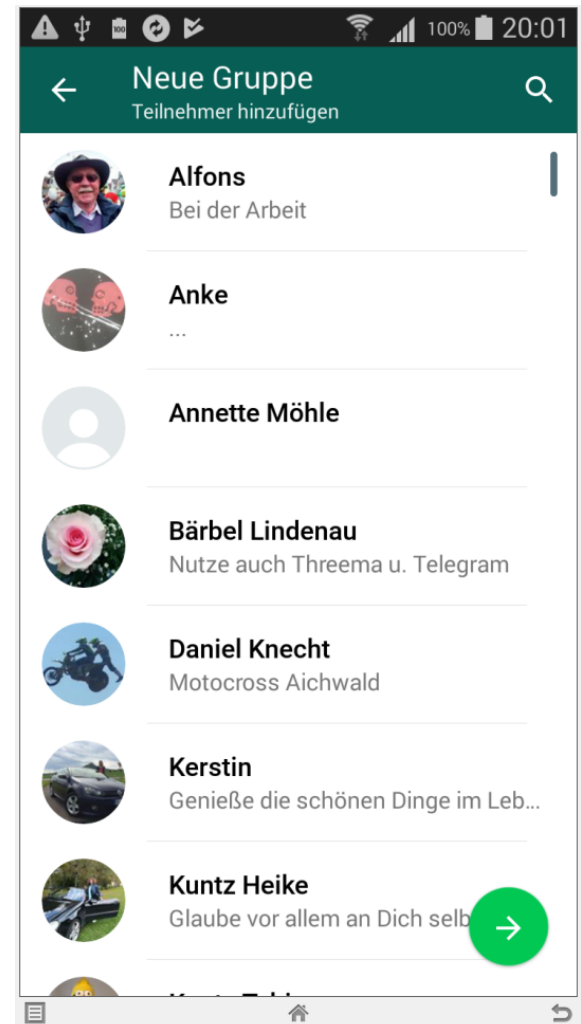 100
100%
20:01
Neue Gruppe
Teilnehmer hinzufügen
Alfons
Bei der Arbeit
Anke
...
Annette Möhle
Bärbel Lindenau
Nutze auch Threema u. Telegram
Daniel Knecht
Motocross Aichwald
Kerstin
Genieße die schönen Dinge im Leb...
Kuntz Heike
Glaube vor allem an Dich selb